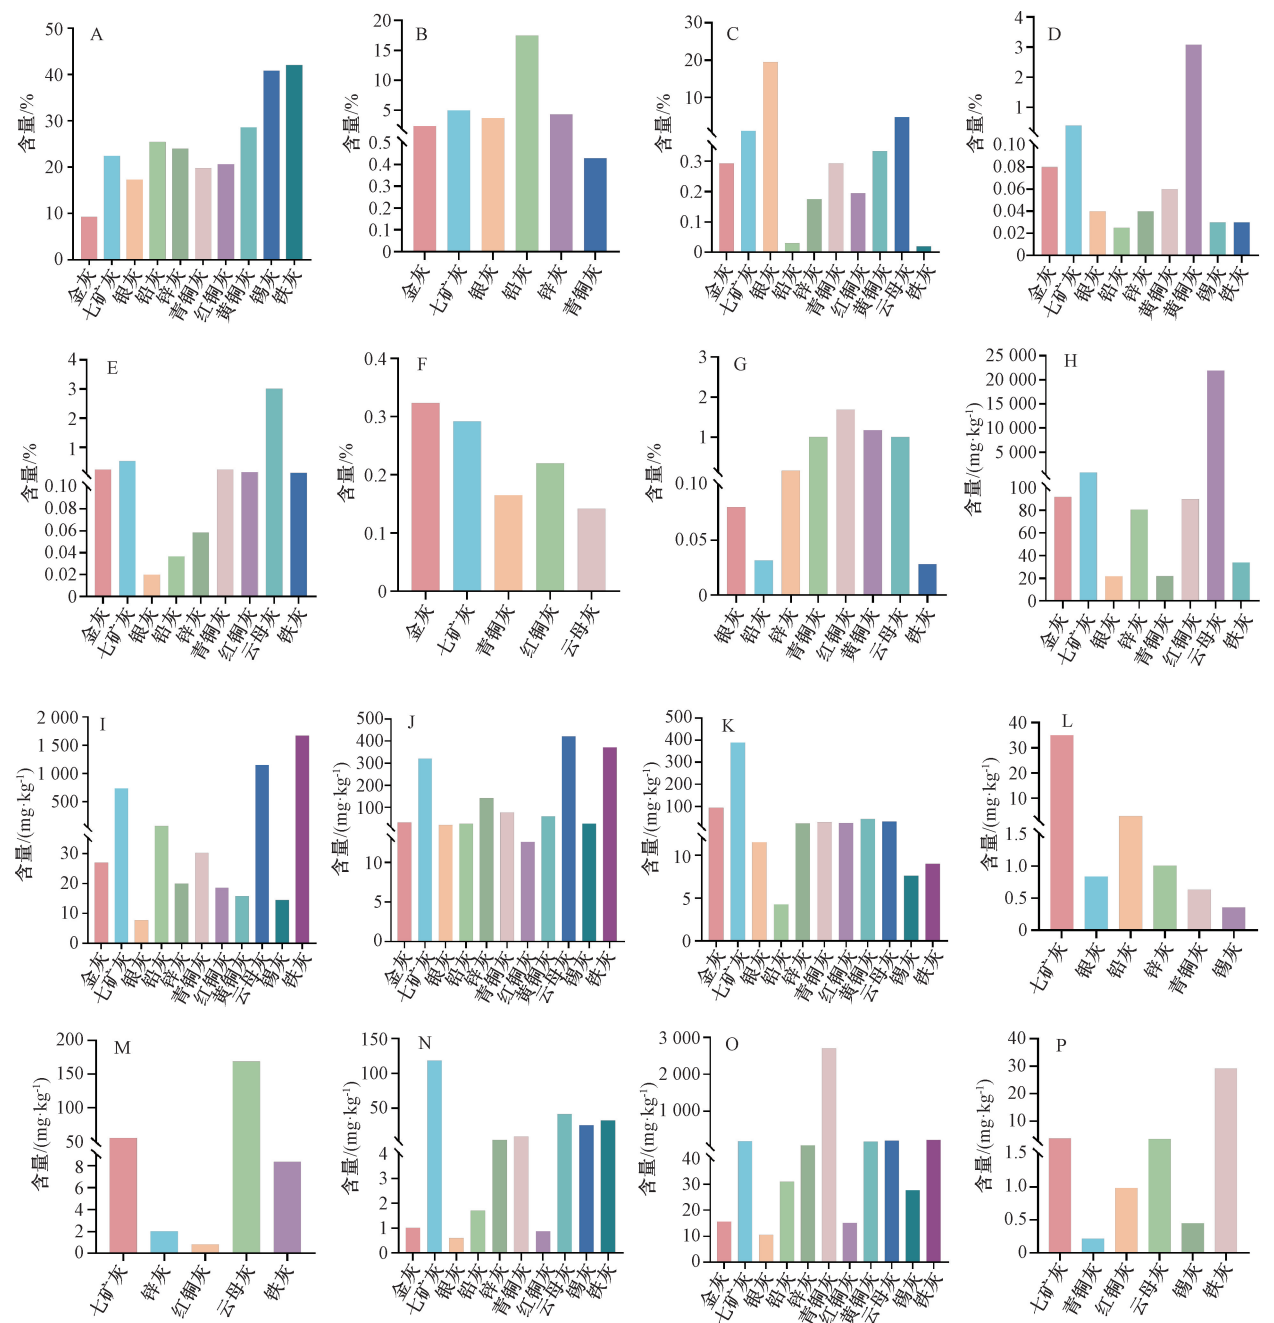 A
含量/%
50
40
30
20
10
0
金灰
七矿灰
银灰
铅灰
锌灰
青铜灰
红铜灰
黄铜灰
锡灰
铁灰
B
含量/%
20
15
10
5
0.5
0.4
0.3
0.2
0.1
0
金灰
七矿灰
银灰
铅灰
锌灰
青铜灰
C
含量/%
30
20
10
0.3
0.2
0.1
0
金灰
七矿灰
银灰
铅灰
锌灰
青铜灰
红铜灰
黄铜灰
云母灰
铁灰
D
含量/%
4
3
2
1
0.10
0.08
0.06
0.04
0.02
0
金灰
七矿灰
银灰
铅灰
锌灰
黄铜灰
黄铜灰
锡灰
铁灰
E
含量/%
4
3
2
1
0.10
0.08
0.06
0.04
0.02
0
金灰
七矿灰
银灰
铅灰
锌灰
青铜灰
红铜灰
云母灰
铁灰
F
含量/%
0.4
0.3
0.2
0.1
0
金灰
七矿灰
青铜灰
红铜灰
云母灰
G
含量/%
3
2
1
0.10
0.05
0
银灰
铅灰
锌灰
青铜灰
红铜灰
黄铜灰
云母灰
铁灰
H
含量/(mg·kg⁻¹)
25 000
20 000
15 000
10 000
5 000
100
80
60
40
20
0
金灰
七矿灰
银灰
锌灰
青铜灰
红铜灰
云母灰
铁灰
I
含量/(mg·kg⁻¹)
2 000
1 500
1 000
500
30
20
10
0
金灰
七矿灰
银灰
铅灰
锌灰
青铜灰
红铜灰
黄铜灰
云母灰
锡灰
铁灰
J
含量/(mg·kg⁻¹)
500
400
300
200
100
10
5
0
金灰
七矿灰
银灰
铅灰
锌灰
青铜灰
红铜灰
黄铜灰
云母灰
锡灰
铁灰
K
含量/(mg·kg⁻¹)
500
400
300
200
100
10
5
0
金灰
七矿灰
银灰
铅灰
锌灰
青铜灰
红铜灰
黄铜灰
云母灰
锡灰
铁灰
L
含量/(mg·kg⁻¹)
40
30
20
10
1.5
1.0
0.5
0
七矿灰
银灰
铅灰
锌灰
青铜灰
锡灰
M
含量/(mg·kg⁻¹)
200
150
100
50
8
6
4
2
0
七矿灰
锌灰
红铜灰
云母灰
铁灰
N
含量/(mg·kg⁻¹)
150
100
50
4
3
2
1
0
金灰
七矿灰
银灰
铅灰
锌灰
青铜灰
红铜灰
云母灰
锡灰
铁灰
O
含量/(mg·kg⁻¹)
3 000
2 000
1 000
40
30
20
10
0
金灰
七矿灰
银灰
铅灰
锌灰
青铜灰
红铜灰
黄铜灰
云母灰
锡灰
铁灰
P
含量/(mg·kg⁻¹)
40
30
20
10
1.5
1.0
0.5
0
七矿灰
青铜灰
红铜灰
云母灰
锡灰
铁灰